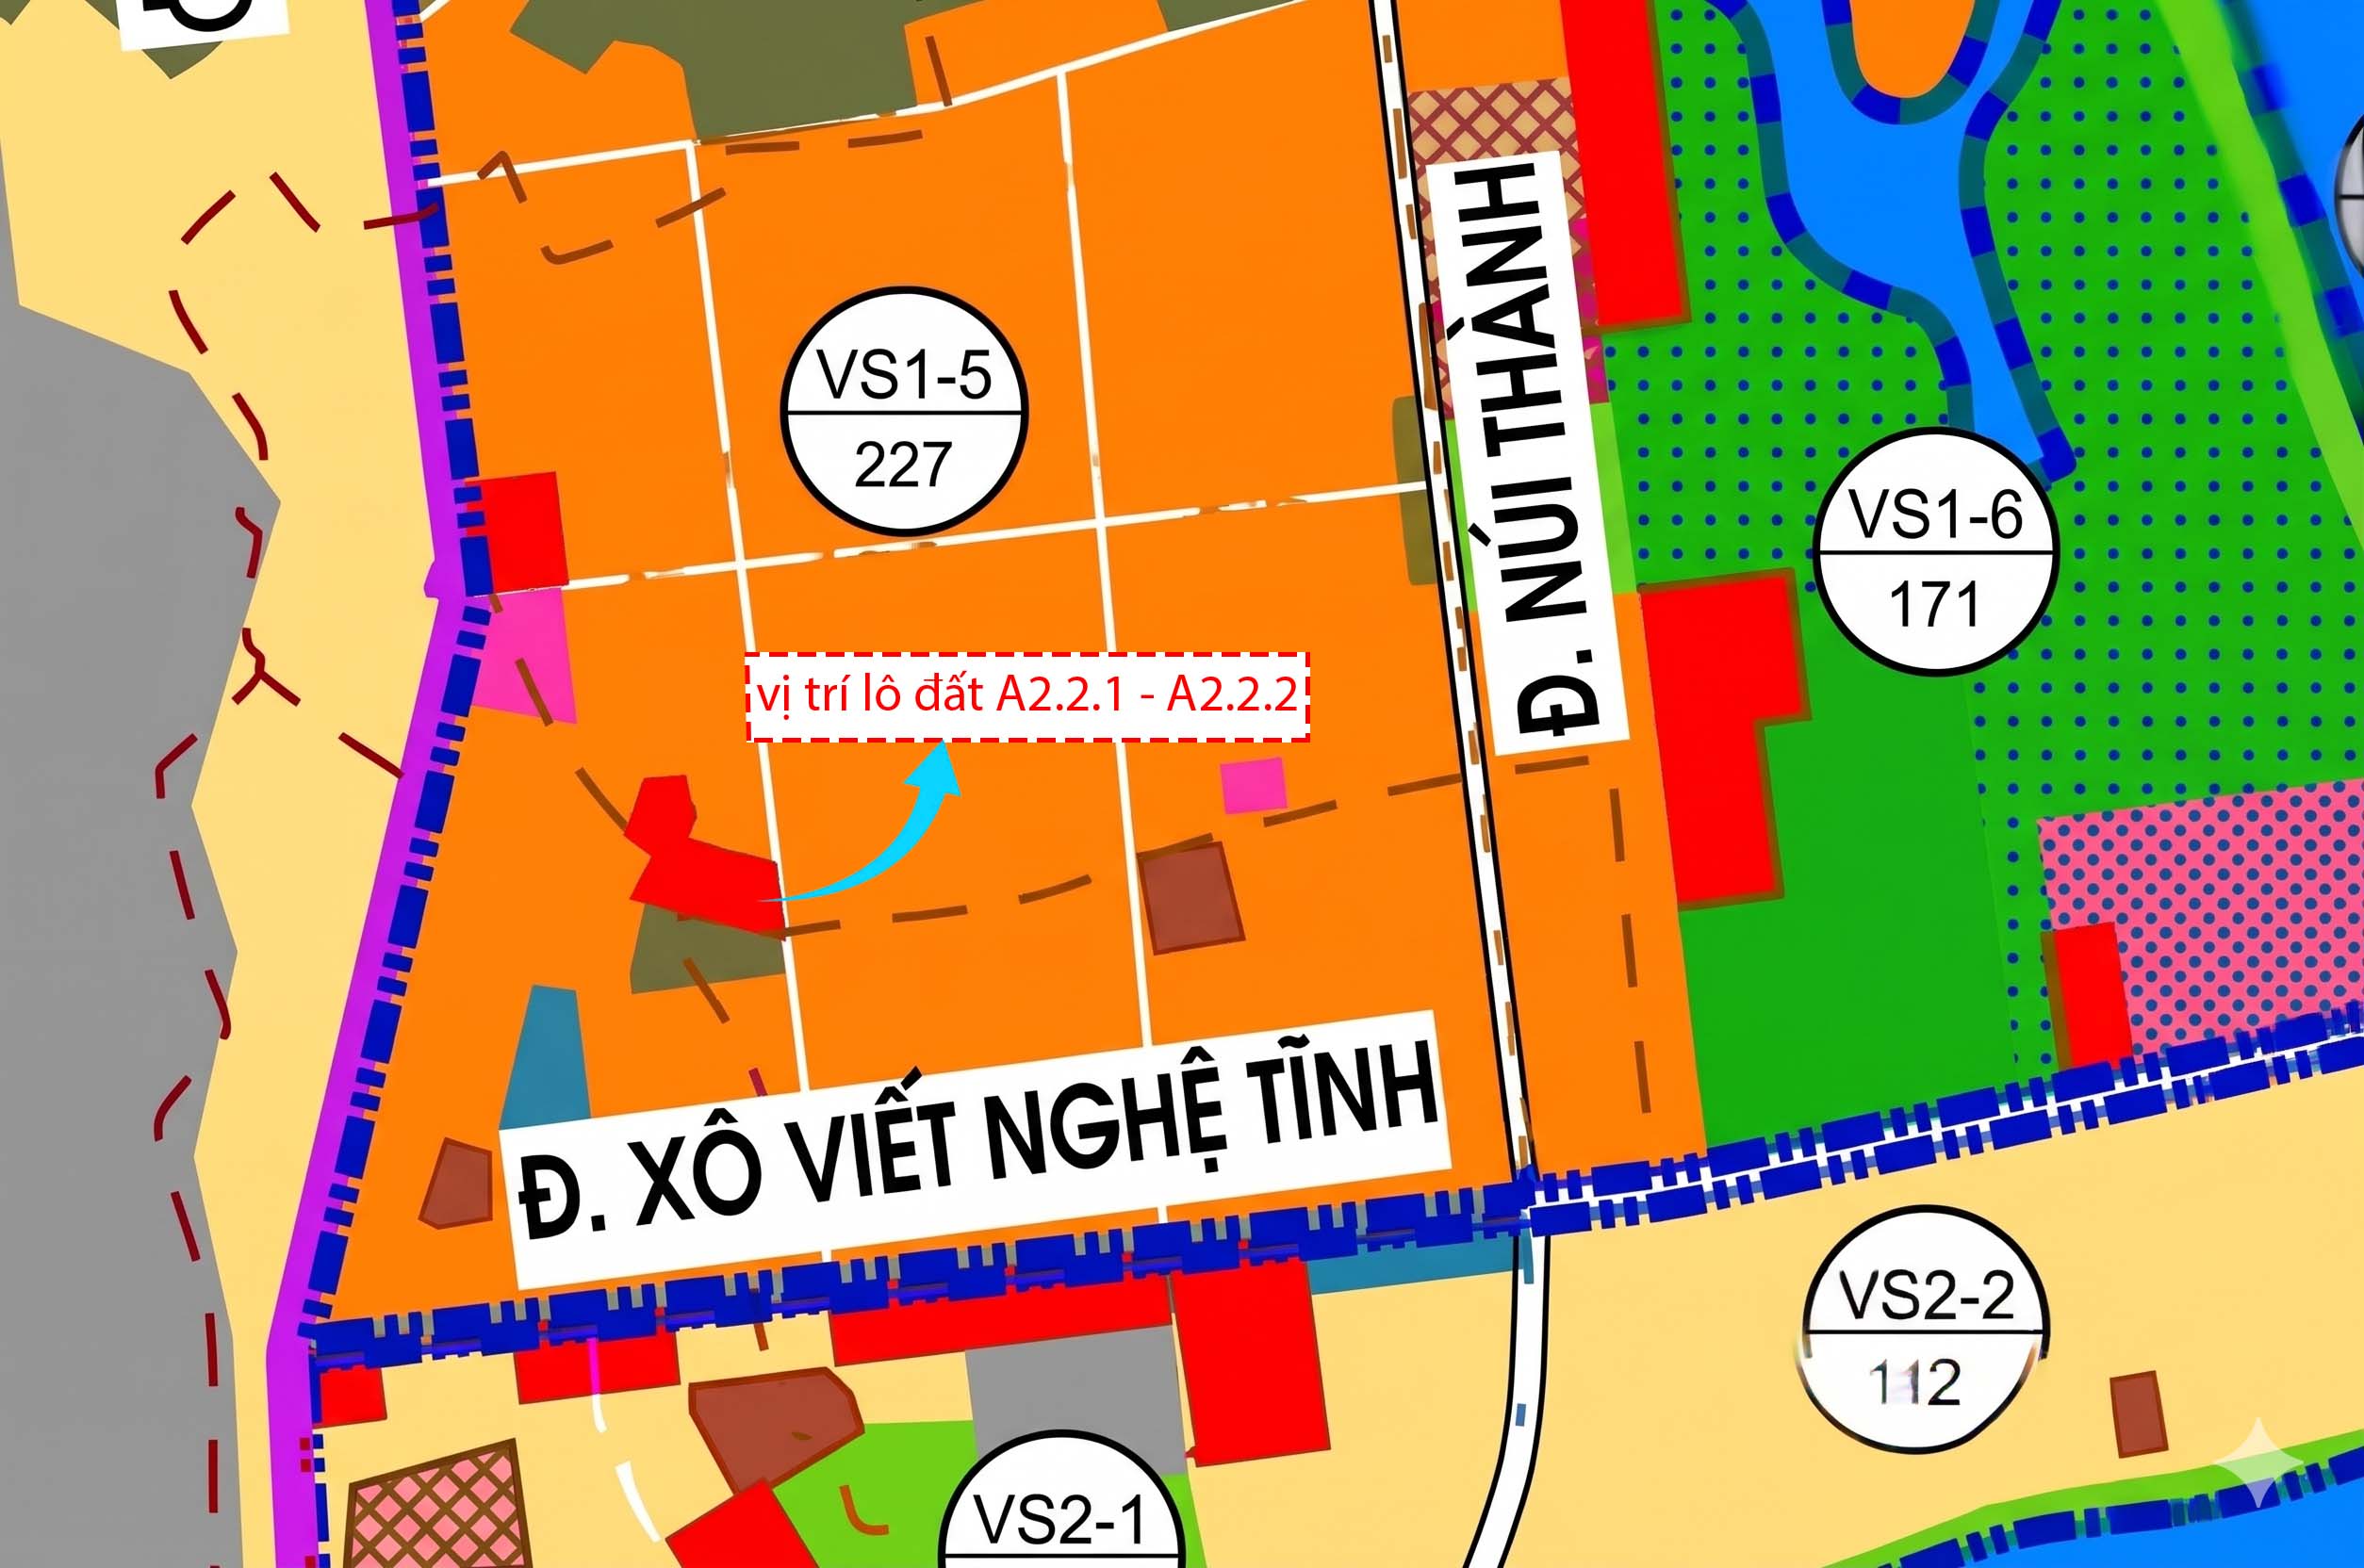 VS1-5
227
Đ. NÚI THÀNH
VS1-6
171
vị trí lô đất A2.2.1 - A2.2.2
Đ. XÔ VIẾT NGHỆ TĨNH
VS2-2
112
VS2-1